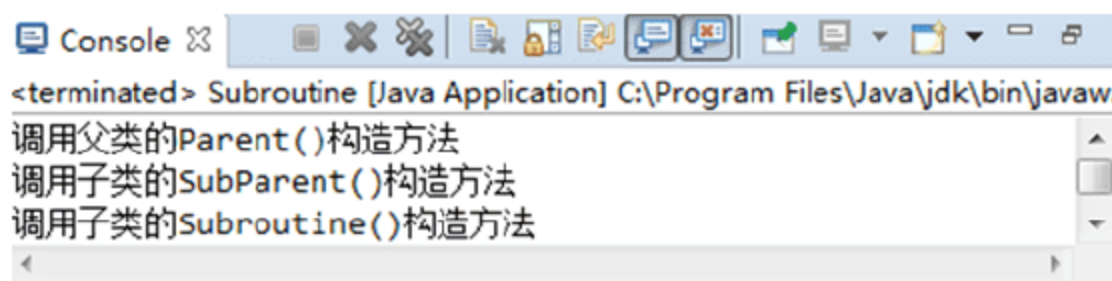 Console
<terminated> Subroutine [Java Application] C:\Program Files\Java\jdk\bin\javaw
调用父类的Parent()构造方法
调用子类的SubParent()构造方法
调用子类的Subroutine()构造方法